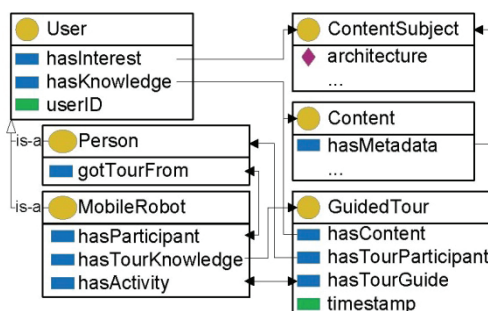 User
hasInterest
hasKnowledge
userID
is-a
Person
gotTourFrom
is-a
MobileRobot
hasParticipant
hasTourKnowledge
hasActivity
ContentSubject
architecture
...
Content
hasMetadata
...
GuidedTour
hasContent
hasTourParticipant
hasTourGuide
timestamp